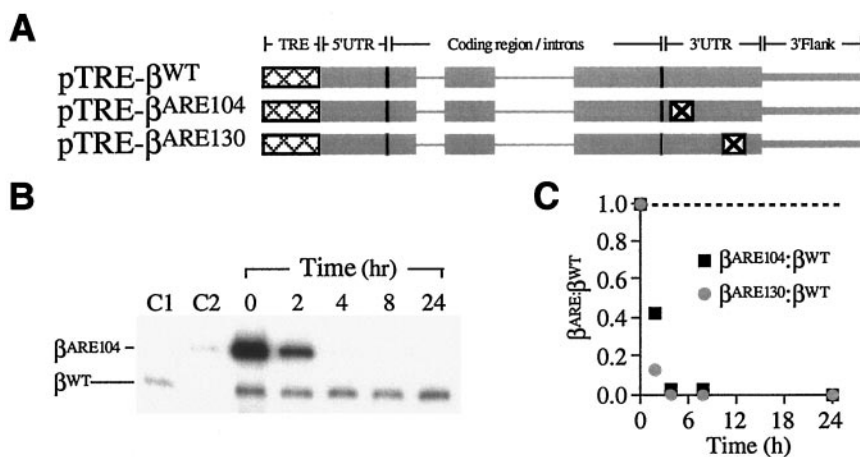 A
TRE 5'UTR Coding region / introns 3'UTR 3'Flank
pTRE-βWT
pTRE-βARE104
pTRE-βARE130
B
Time (hr)
C1 C2 0 2 4 8 24
βARE104
βWT
C
βARE:βWT
1.0
0.8
0.6
0.4
0.2
0
βARE104:βWT
βARE130:βWT
0 6 12 18 24
Time (h)